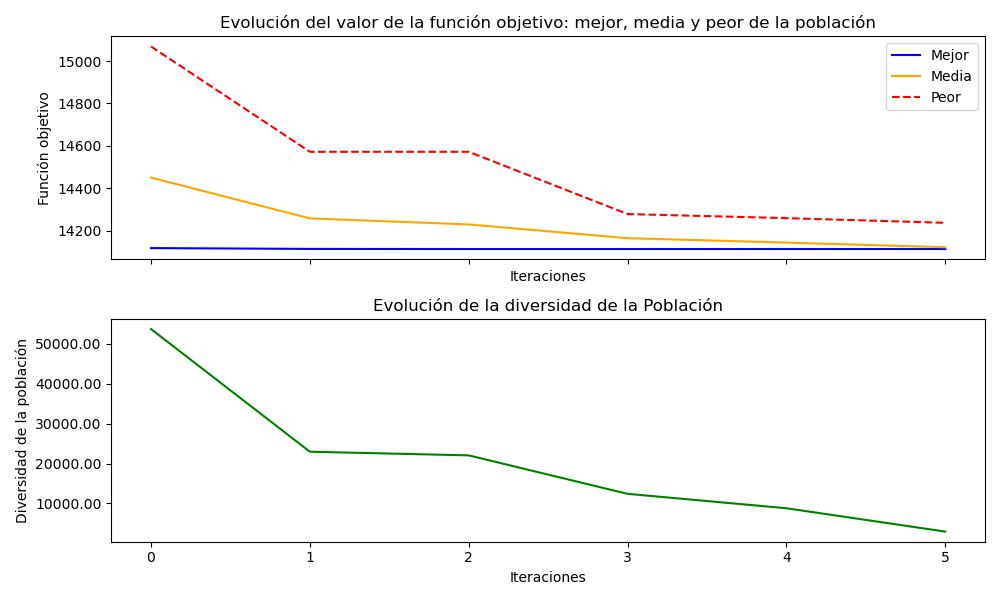 Evolución del valor de la función objetivo: mejor, media y peor de la población
Función objetivo
15000
14800
14600
14400
14200
Mejor
Media
Peor
Iteraciones
Evolución de la diversidad de la Población
Diversidad de la población
50000.00
40000.00
30000.00
20000.00
10000.00
0 1 2 3 4 5
Iteraciones